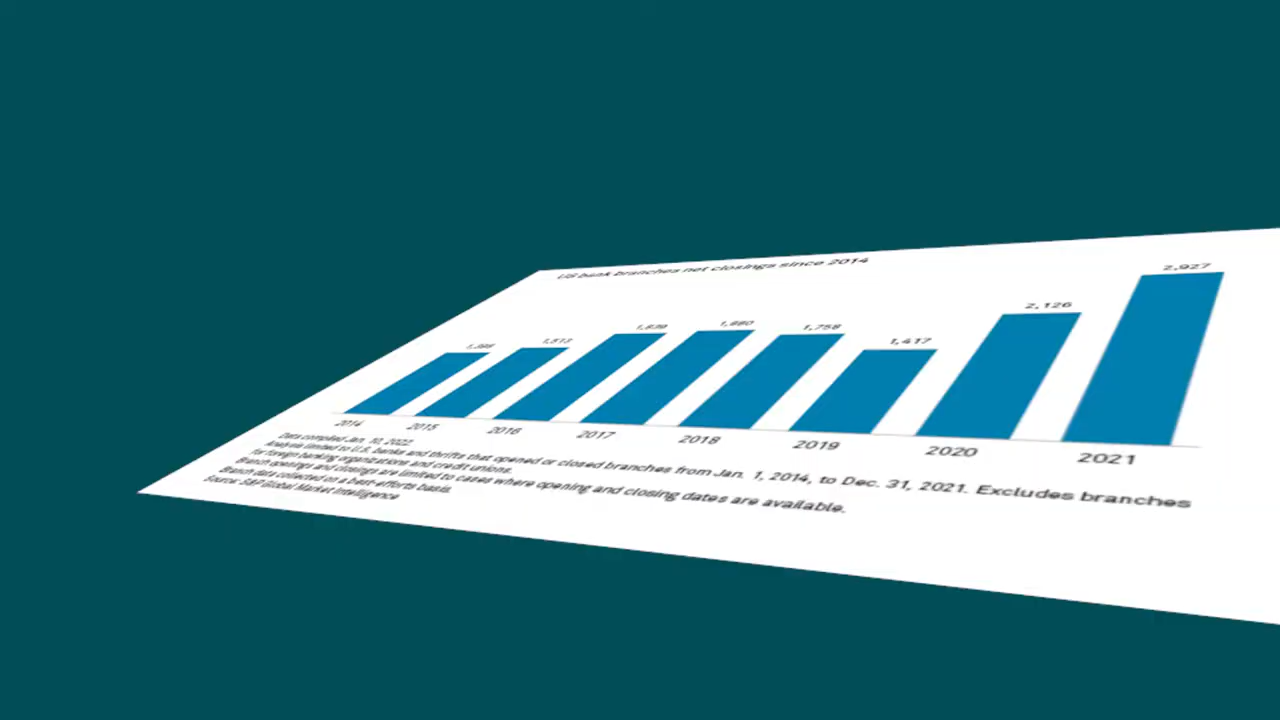 US bank branches net closings since 2014
2,927
2,126
1,758
1,417
1,513
2014
2015
2016
2017
2018
2019
2020
2021
Data compiled Jan. 10, 2022.
Analysis limited to U.S. banks and thrifts that opened or closed branches from Jan. 1, 2014, to Dec. 31, 2021. Excludes branches
for foreign banking organizations and credit unions.
Branch openings and closings are limited to cases where opening and closing dates are available.
Branch data collected on a best-efforts basis.
Source: S&P Global Market Intelligence